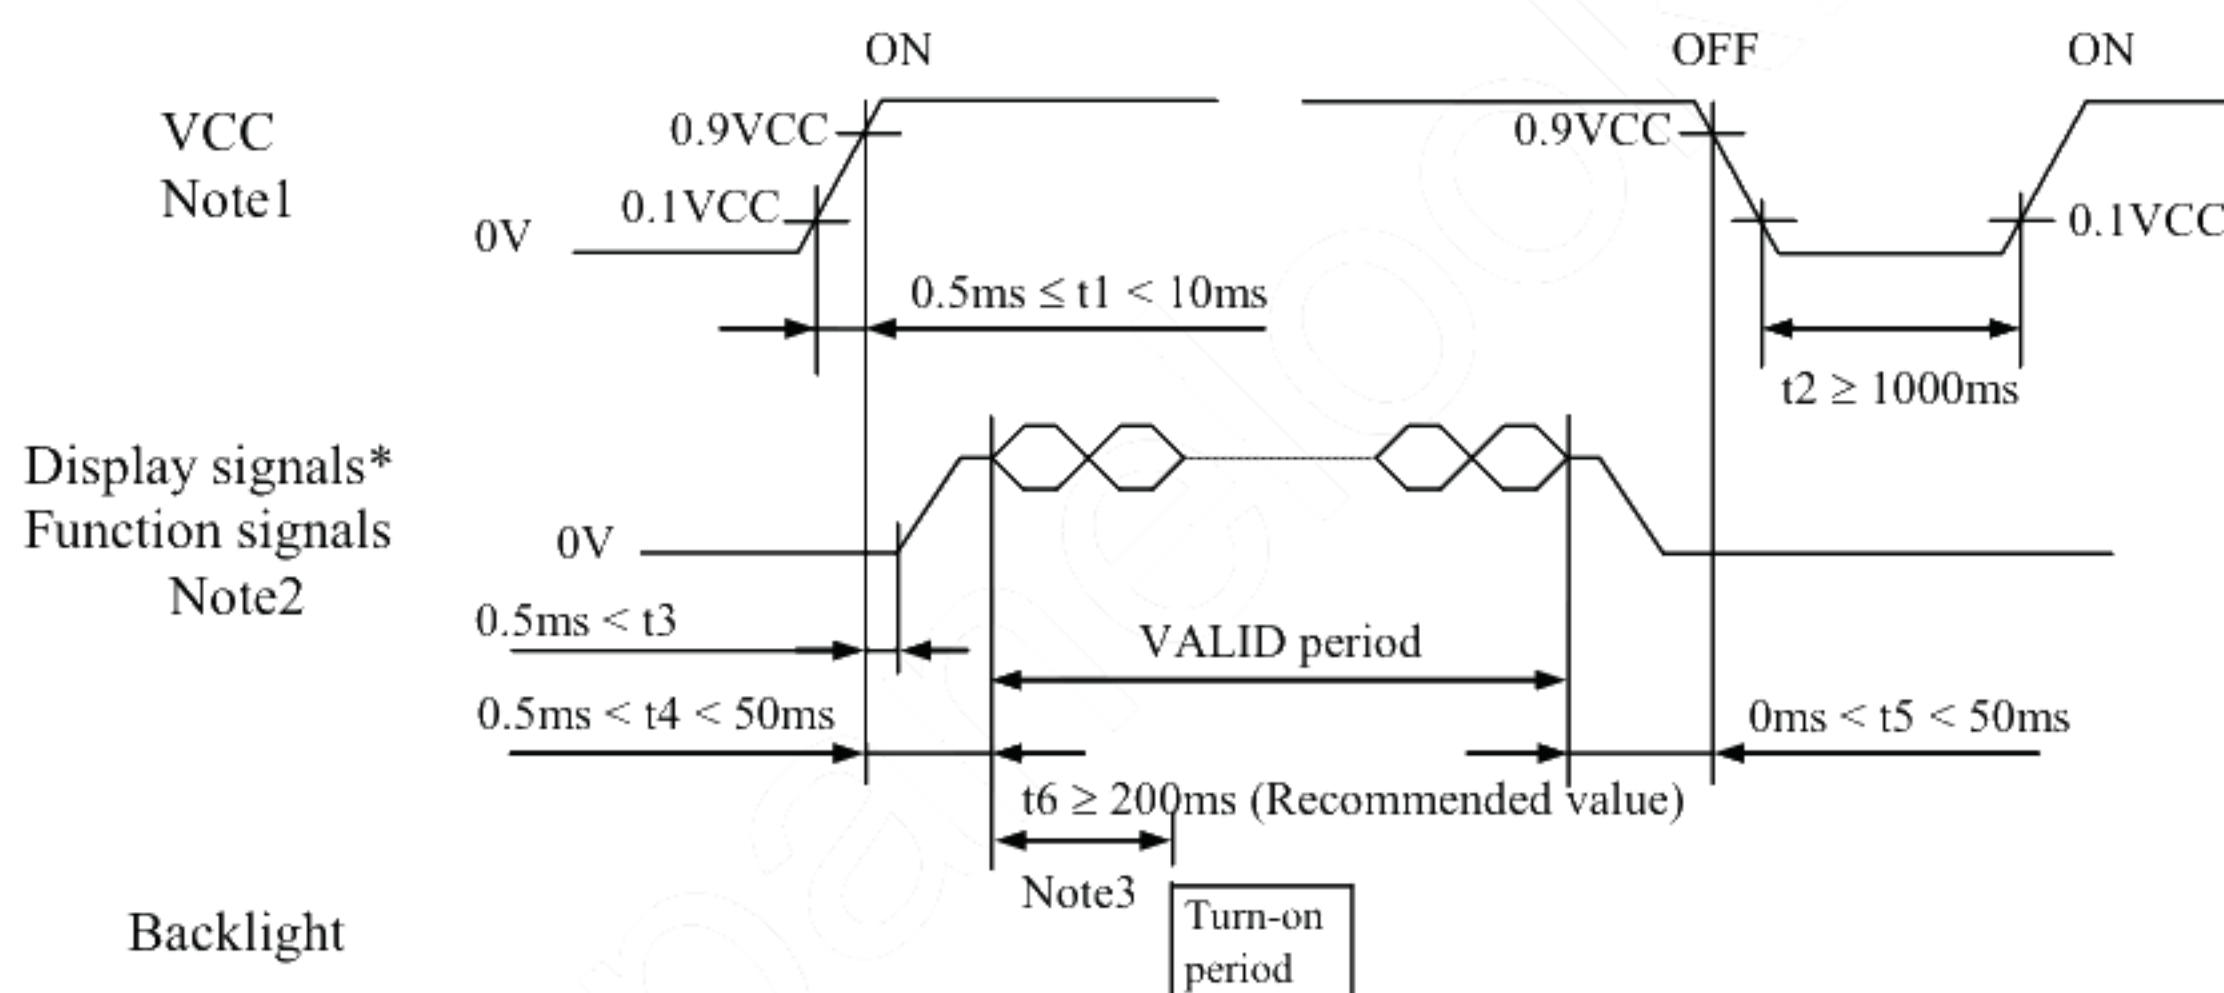 ON OFF ON
VCC
Note1
0.9VCC
0.9VCC
0.1VCC
0.1VCC
0V
0.5ms ≤ t1 < 10ms
t2 ≥ 1000ms
Display signals*
Function signals
Note2
0V
0.5ms < t3
VALID period
0.5ms < t4 < 50ms
0ms < t5 < 50ms
t6 ≥ 200ms (Recommended value)
Note3
Backlight
Turn-on
period